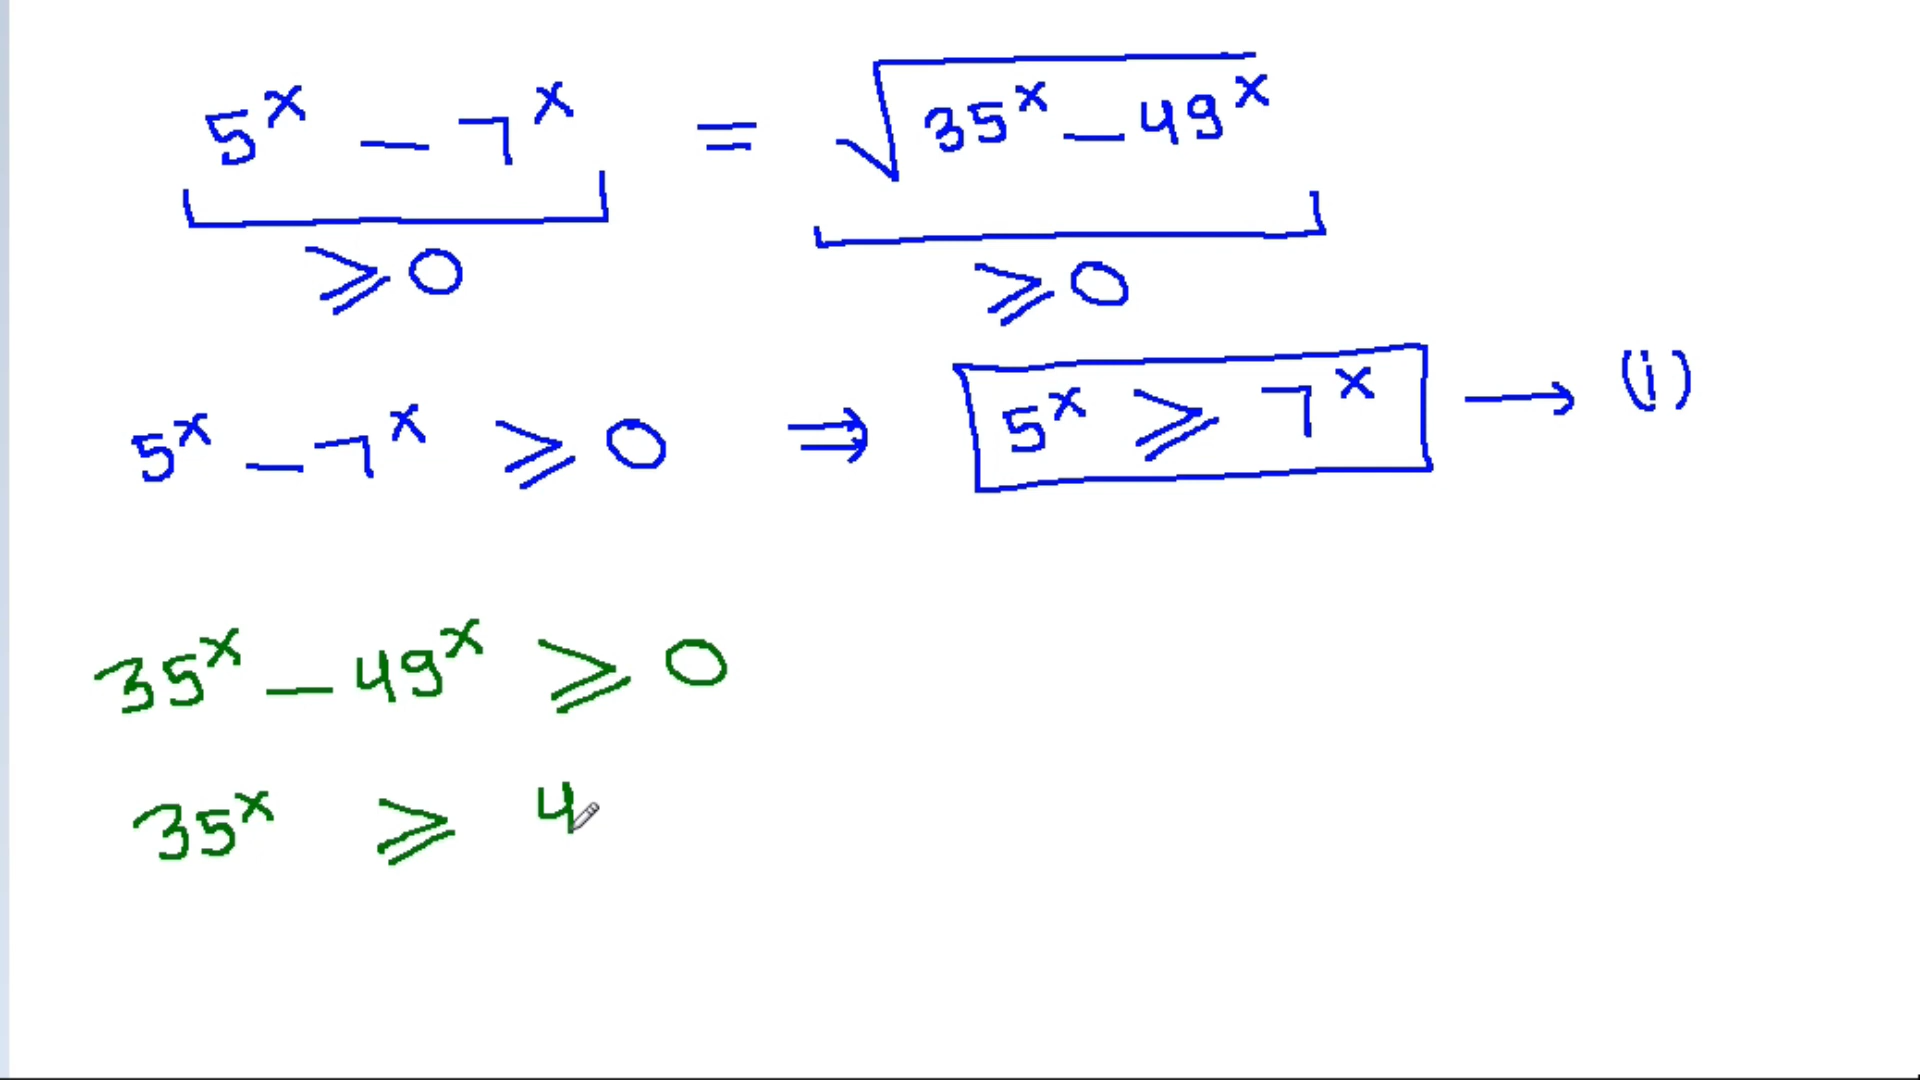 5^x - 7^x = √(35^x - 49^x)
≥ 0 ≥ 0
5^x - 7^x ≥ 0 ⇒ 5^x ≥ 7^x → (i)
35^x - 49^x ≥ 0
35^x ≥ 4